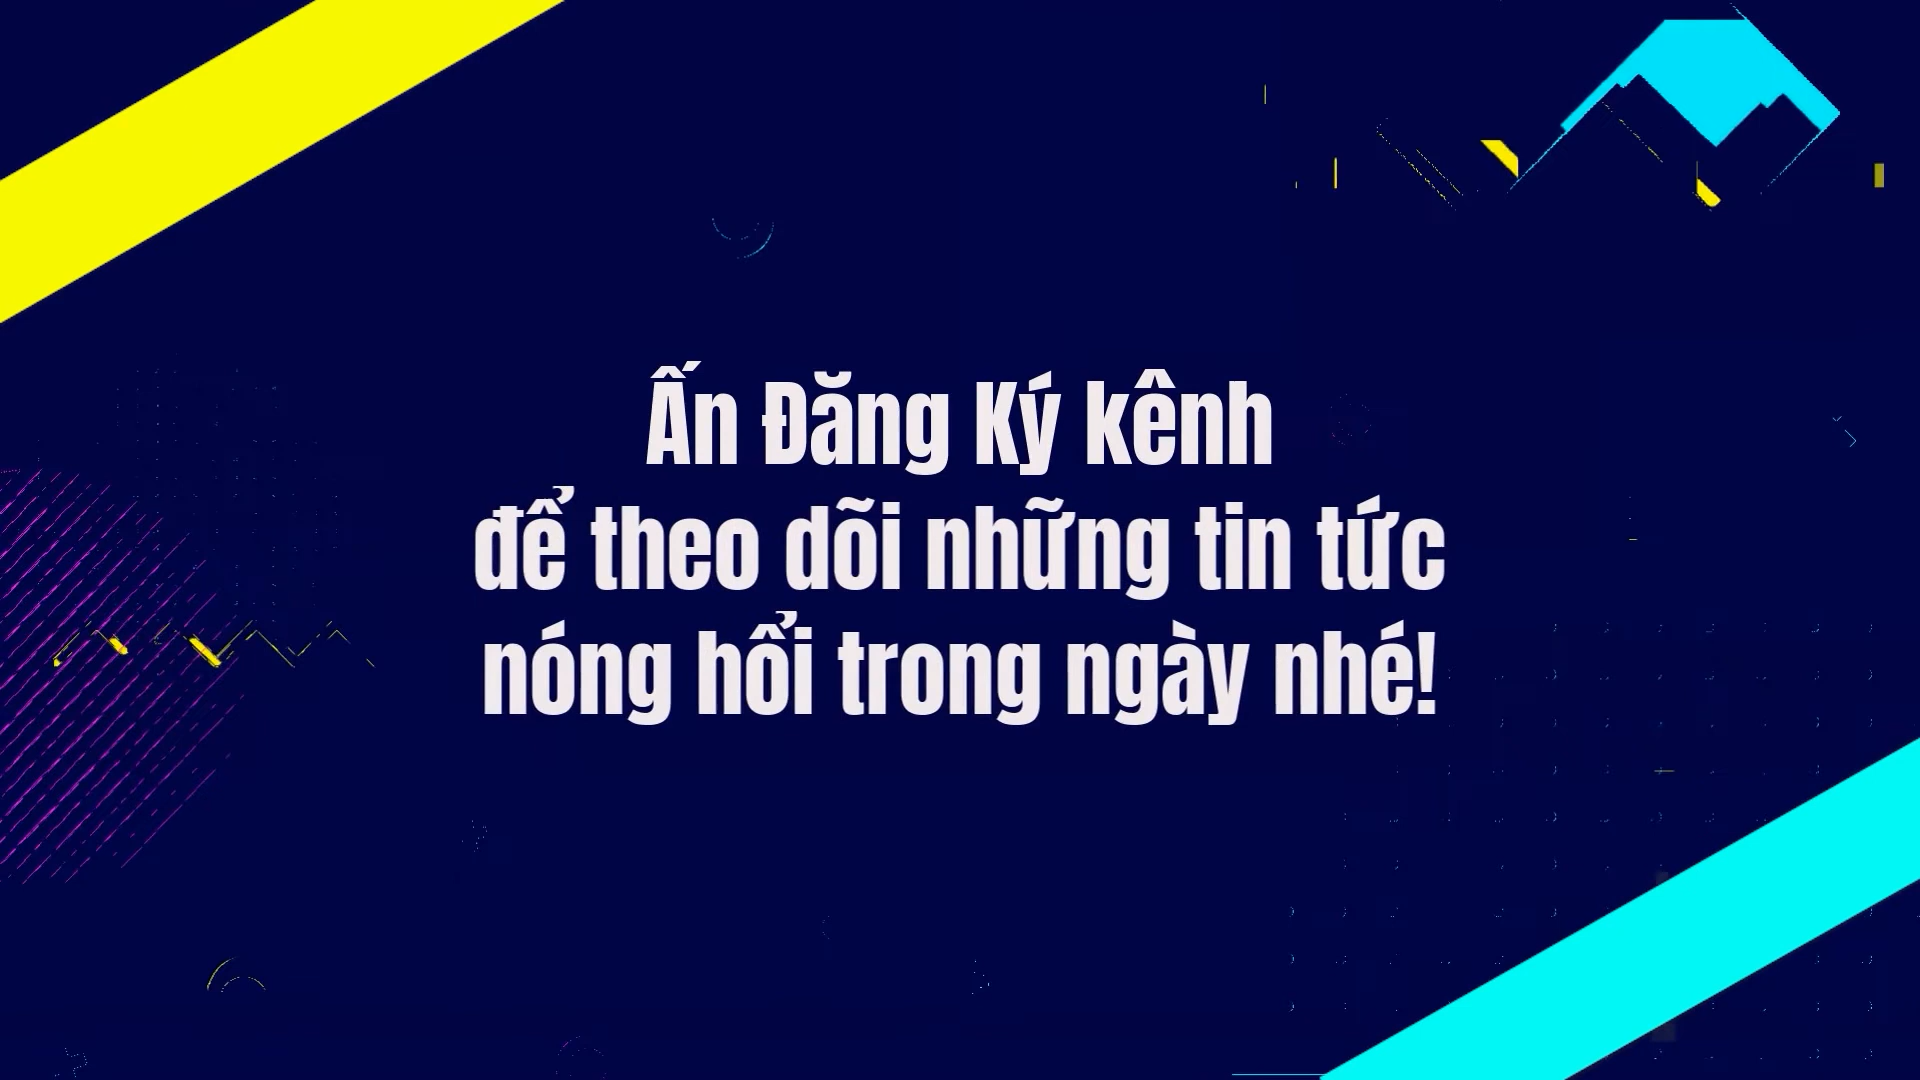 Ấn Đăng Ký kênh
để theo dõi những tin tức
nóng hổi trong ngày nhé!